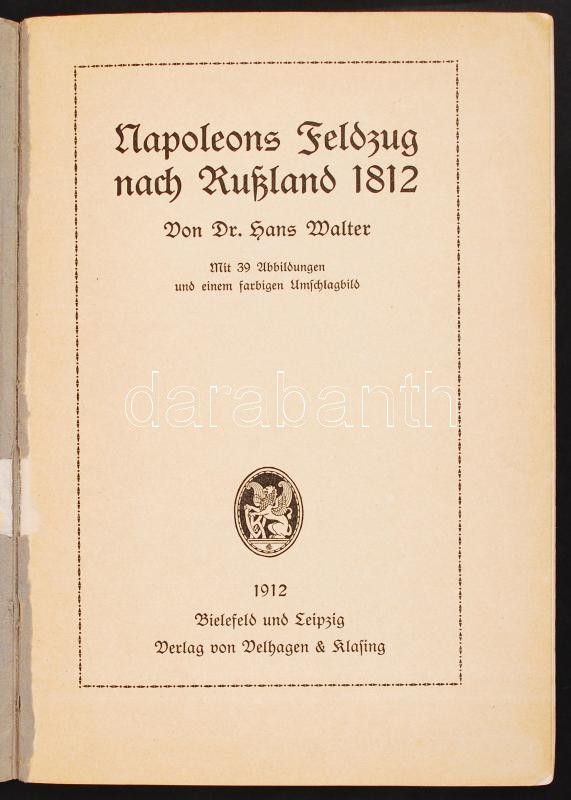 Napoleons Feldzug
nach Rußland 1812
Von Dr. Hans Walter
Mit 39 Abbildungen
und einem farbigen Umschlagbild
darabanth
1912
Bielefeld und Leipzig
Verlag von Velhagen & Klasing